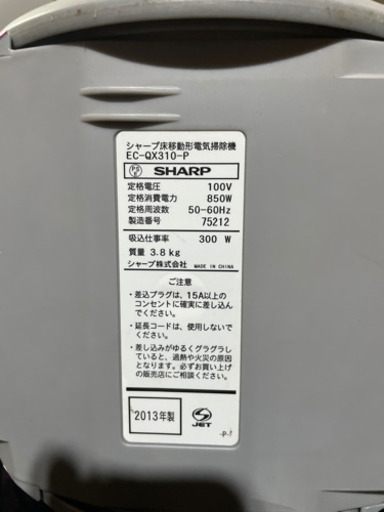 シャープ床移動形電気掃除機
EC-QX310-P
PS E SHARP
定格電圧 100V
定格消費電力 850W
定格周波数 50-60Hz
製造番号 75212
吸込仕事率 300 W
質量 3.8kg
シャープ株式会社 MADE IN CHINA
ご注意
・差込プラグは、15A以上の
コンセントに確実に差し込ん
でください。
・延長コードは、使用しないで
ください。
・差し込みがゆるくグラグラし
ていると、過熱や火災の原因
となります。必ずお買い上げ
の販売店にご相談ください。
2013年製
JET